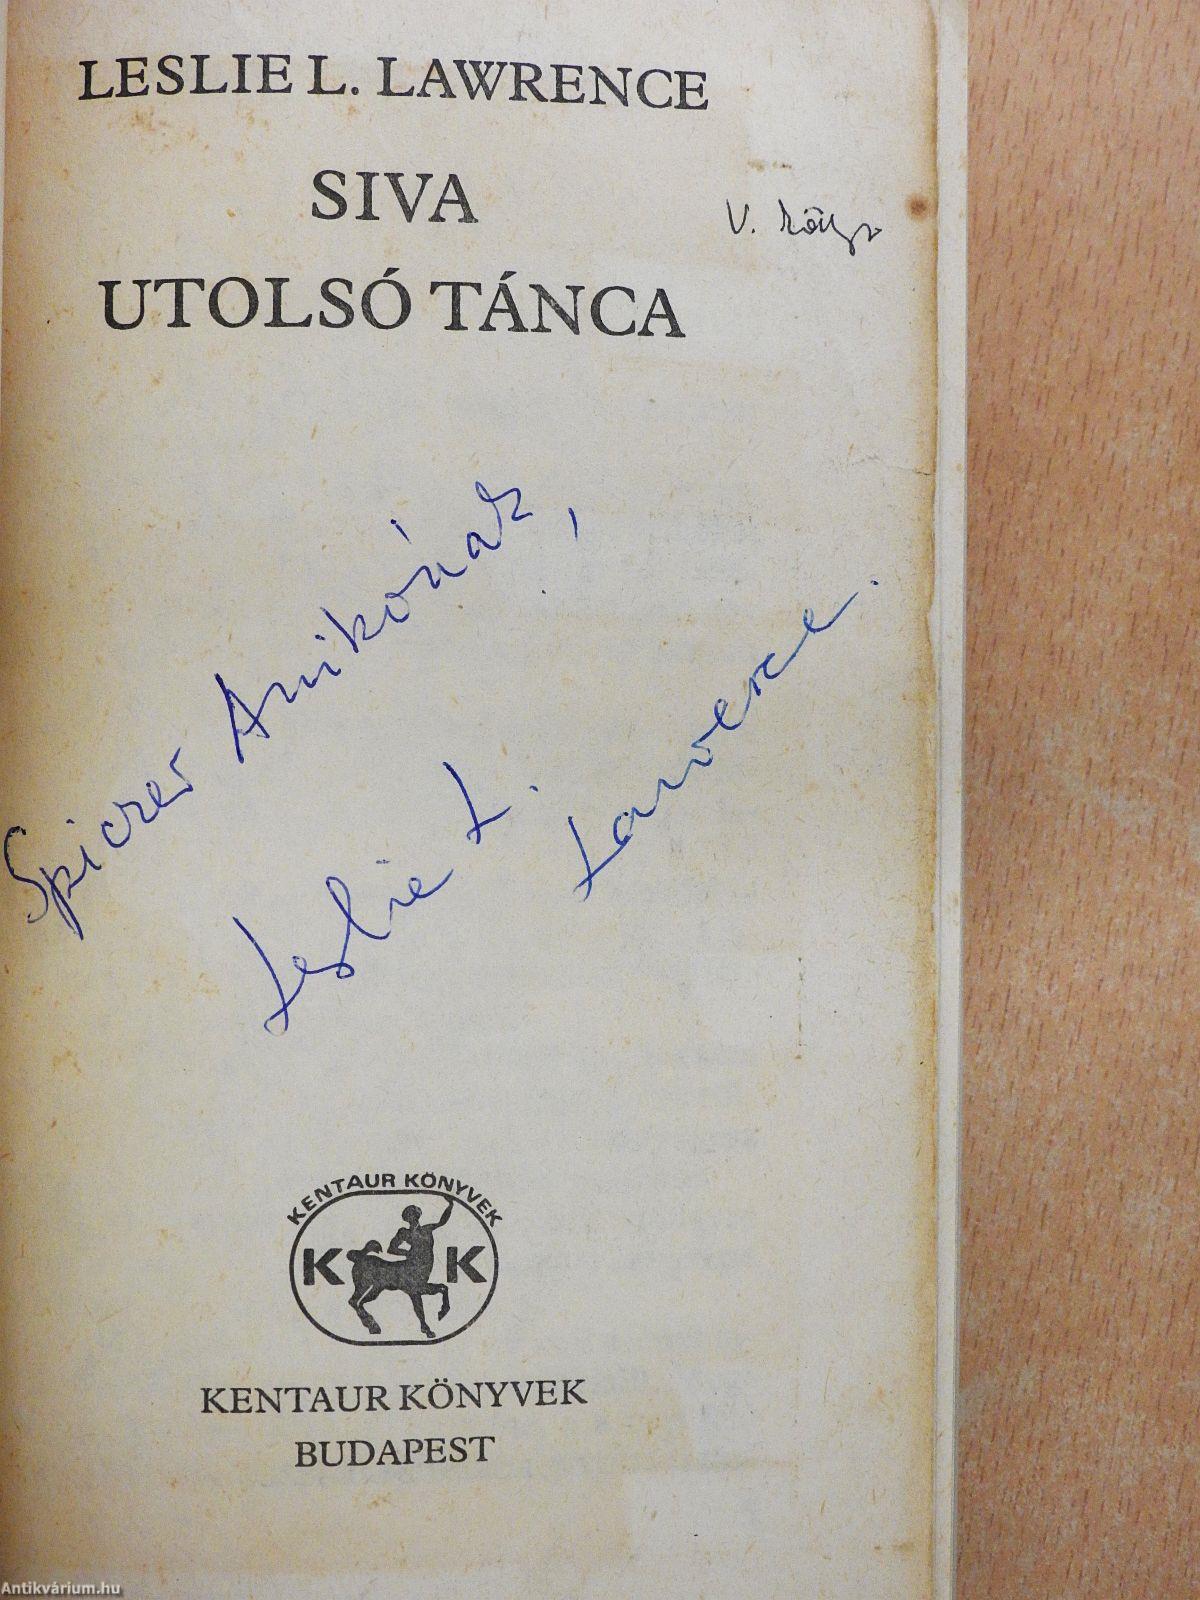 LESLIE L. LAWRENCE
SIVA
V.
UTOLSÓ TÁNCA
Spiczer Anikónak,
Leslie L. Lawrence.
KENTAUR KÖNYVEK
K K
KENTAUR KÖNYVEK
BUDAPEST
Antikvárium.hu